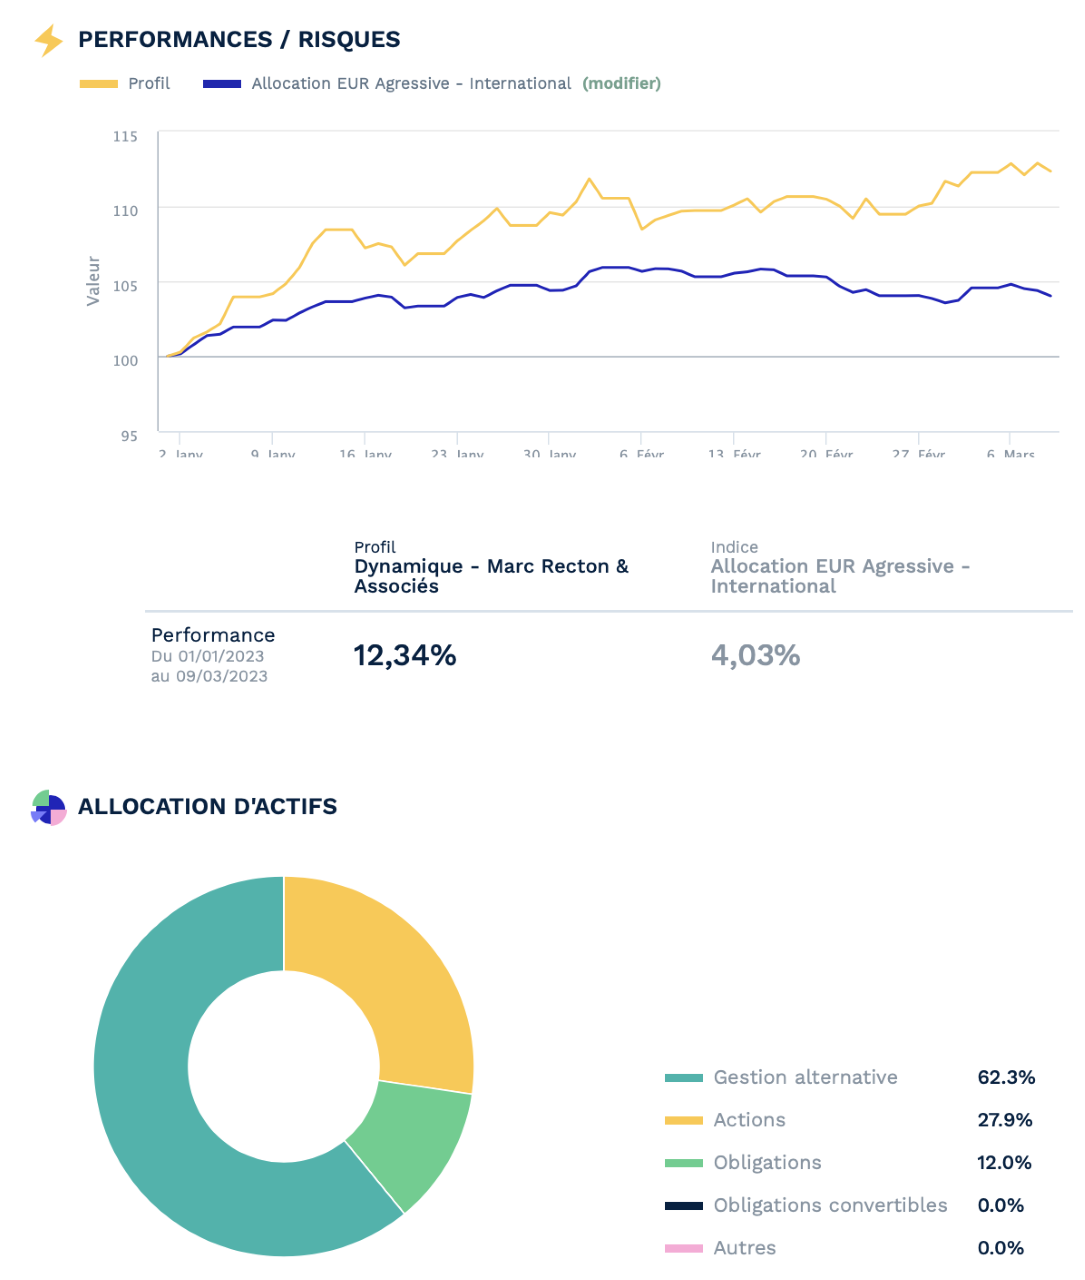 PERFORMANCES / RISQUES
Profil Allocation EUR Agressive - International (modifier)
115
110
105
100
95
Valeur
2. Janv 9. Janv 16. Janv 23. Janv 30. Janv 6. Févr 13. Févr 20. Févr 27. Févr 6. Mars
Profil Indice
Dynamique - Marc Recton & Allocation EUR Agressive -
Associés International
Performance
Du 01/01/2023
au 09/03/2023
12,34% 4,03%
ALLOCATION D'ACTIFS
Gestion alternative 62.3%
Actions 27.9%
Obligations 12.0%
Obligations convertibles 0.0%
Autres 0.0%